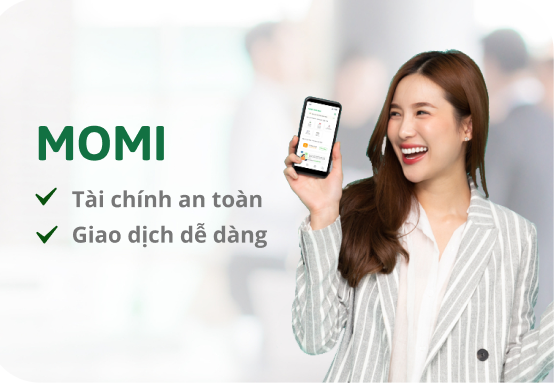 MOMI
Tài chính an toàn
Giao dịch dễ dàng